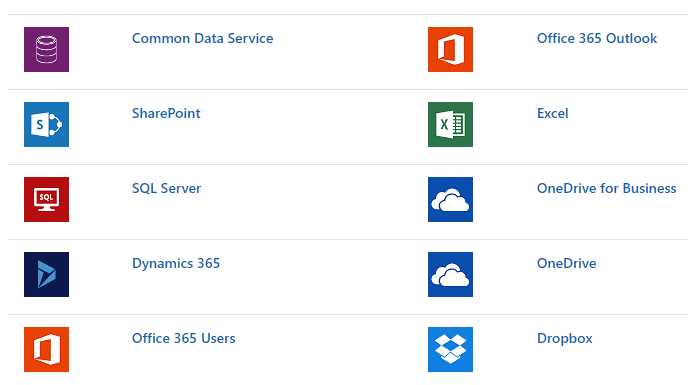 Common Data Service
Office 365 Outlook
S
SharePoint
X
Excel
SQL
SQL Server
OneDrive for Business
Dynamics 365
OneDrive
Office 365 Users
Dropbox